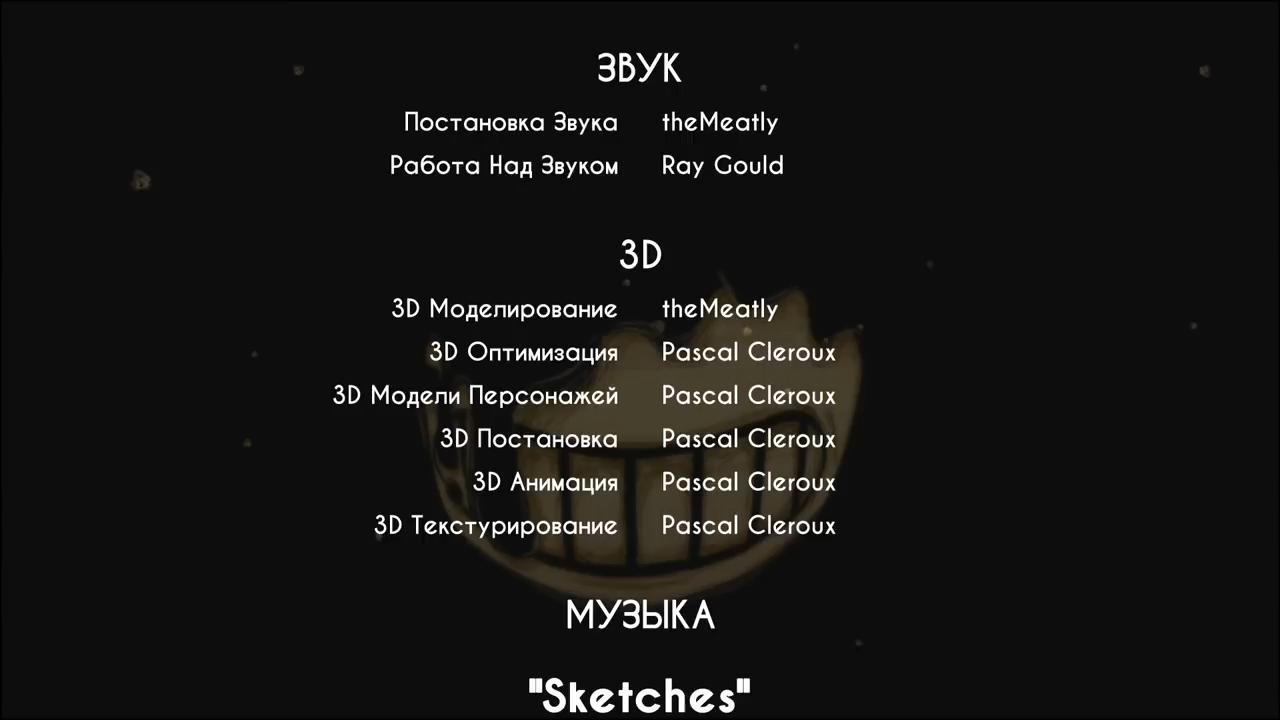 ЗВУК
Постановка Звука theMeatly
Работа Над Звуком Ray Gould
3D
3D Моделирование theMeatly
3D Оптимизация Pascal Cleroux
3D Модели Персонажей Pascal Cleroux
3D Постановка Pascal Cleroux
3D Анимация Pascal Cleroux
3D Текстурирование Pascal Cleroux
МУЗЫКА
"Sketches"